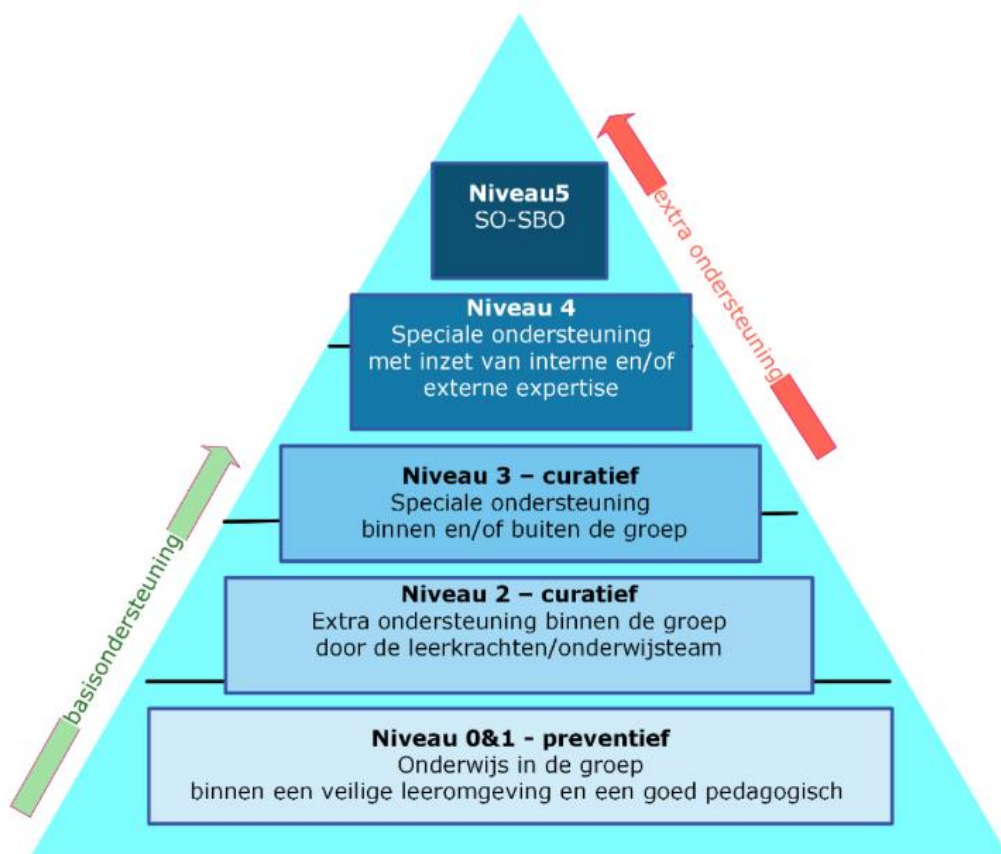 Niveau5
SO-SBO
Niveau 4
Speciale ondersteuning
met inzet van interne en/of
externe expertise
extra ondersteuning
Niveau 3 – curatief
Speciale ondersteuning
binnen en/of buiten de groep
Niveau 2 – curatief
Extra ondersteuning binnen de groep
door de leerkrachten/onderwijsteam
basisondersteuning
Niveau 0&1 - preventief
Onderwijs in de groep
binnen een veilige leeromgeving en een goed pedagogisch